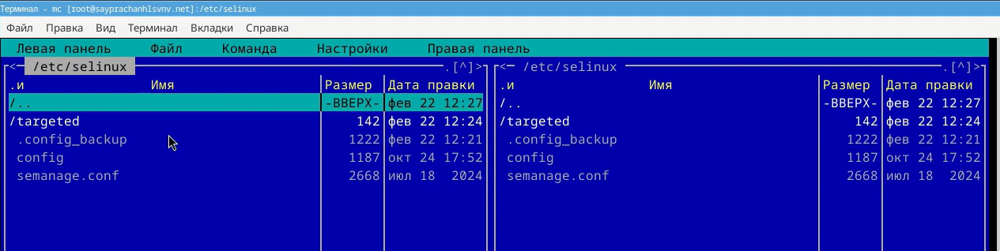 Терминал - mc [root@sayprachanhlsvnv.net]:/etc/selinux
Файл Правка Вид Терминал Вкладки Справка
Левая панель Файл Команда Настройки Правая панель
<─ /etc/selinux .[^]> <─ /etc/selinux .[^]>
.и Имя Размер Дата правки .и Имя Размер Дата правки
/.. -ВВЕРХ- фев 22 12:27 /.. -ВВЕРХ- фев 22 12:27
/targeted 142 фев 22 12:24 /targeted 142 фев 22 12:24
.config_backup 1222 фев 22 12:21 .config_backup 1222 фев 22 12:21
config 1187 окт 24 17:52 config 1187 окт 24 17:52
semanage.conf 2668 июл 18 2024 semanage.conf 2668 июл 18 2024